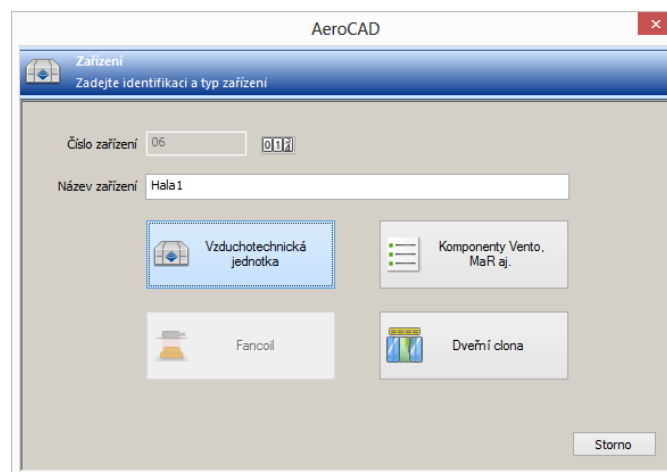 AeroCAD
Zařízení
Zadejte identifikaci a typ zařízení
Číslo zařízení 06
Název zařízení Hala1
Vzduchotechnická
jednotka
Komponenty Vento,
MaR aj.
Fancoil
Dveřní clona
Storno